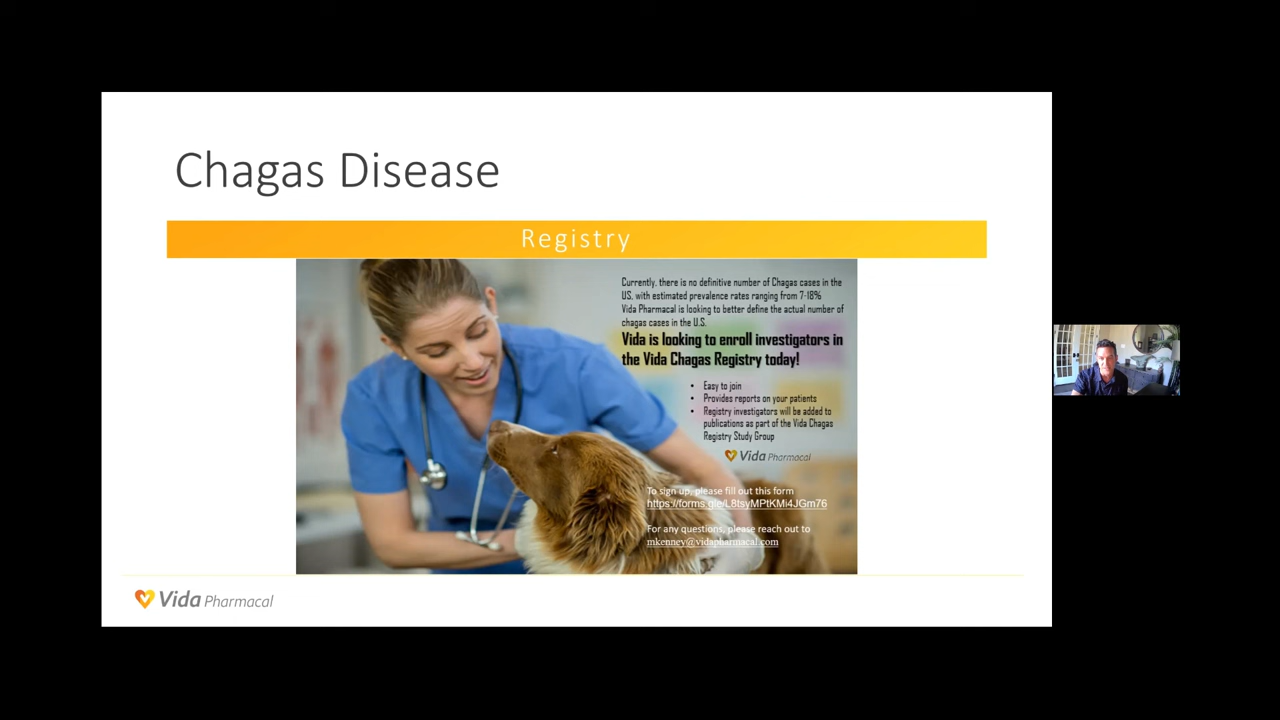 Chagas Disease
Registry
Currently, there is no definitive number of Chagas cases in the
US, with estimated prevalence rates ranging from 7-18%
Vida Pharmacal is looking to better define the actual number of
chagas cases in the U.S.
Vida is looking to enroll investigators in
the Vida Chagas Registry today!
• Easy to join
• Provides reports on your patients
• Registry investigators will be added to
publications as part of the Vida Chagas
Registry Study Group
Vida Pharmacal
To sign up, please fill out this form
https://forms.gle/L8tsyMPtKMi4JGm76
For any questions, please reach out to
mkenney@vidapharmacal.com
Vida Pharmacal